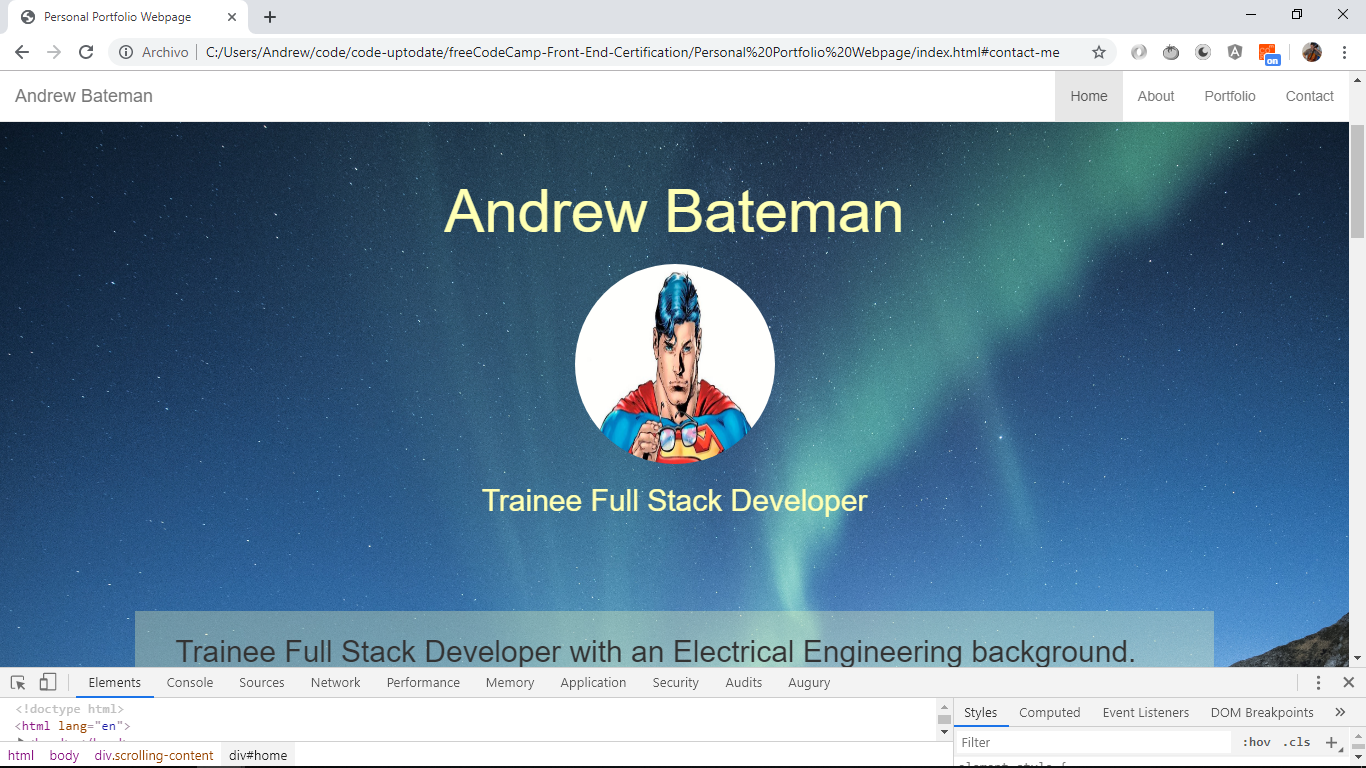 Personal Portfolio Webpage
Archivo C:/Users/Andrew/code/code-uptodate/freeCodeCamp-Front-End-Certification/Personal%20Portfolio%20Webpage/index.html#contact-me
on
Andrew Bateman Home About Portfolio Contact
Andrew Bateman
Trainee Full Stack Developer
Trainee Full Stack Developer with an Electrical Engineering background.
Elements Console Sources Network Performance Memory Application Security Audits Augury
<!doctype html>
<html lang="en">
Styles Computed Event Listeners DOM Breakpoints »
Filter :hov .cls +
html body div.scrolling-content div#home